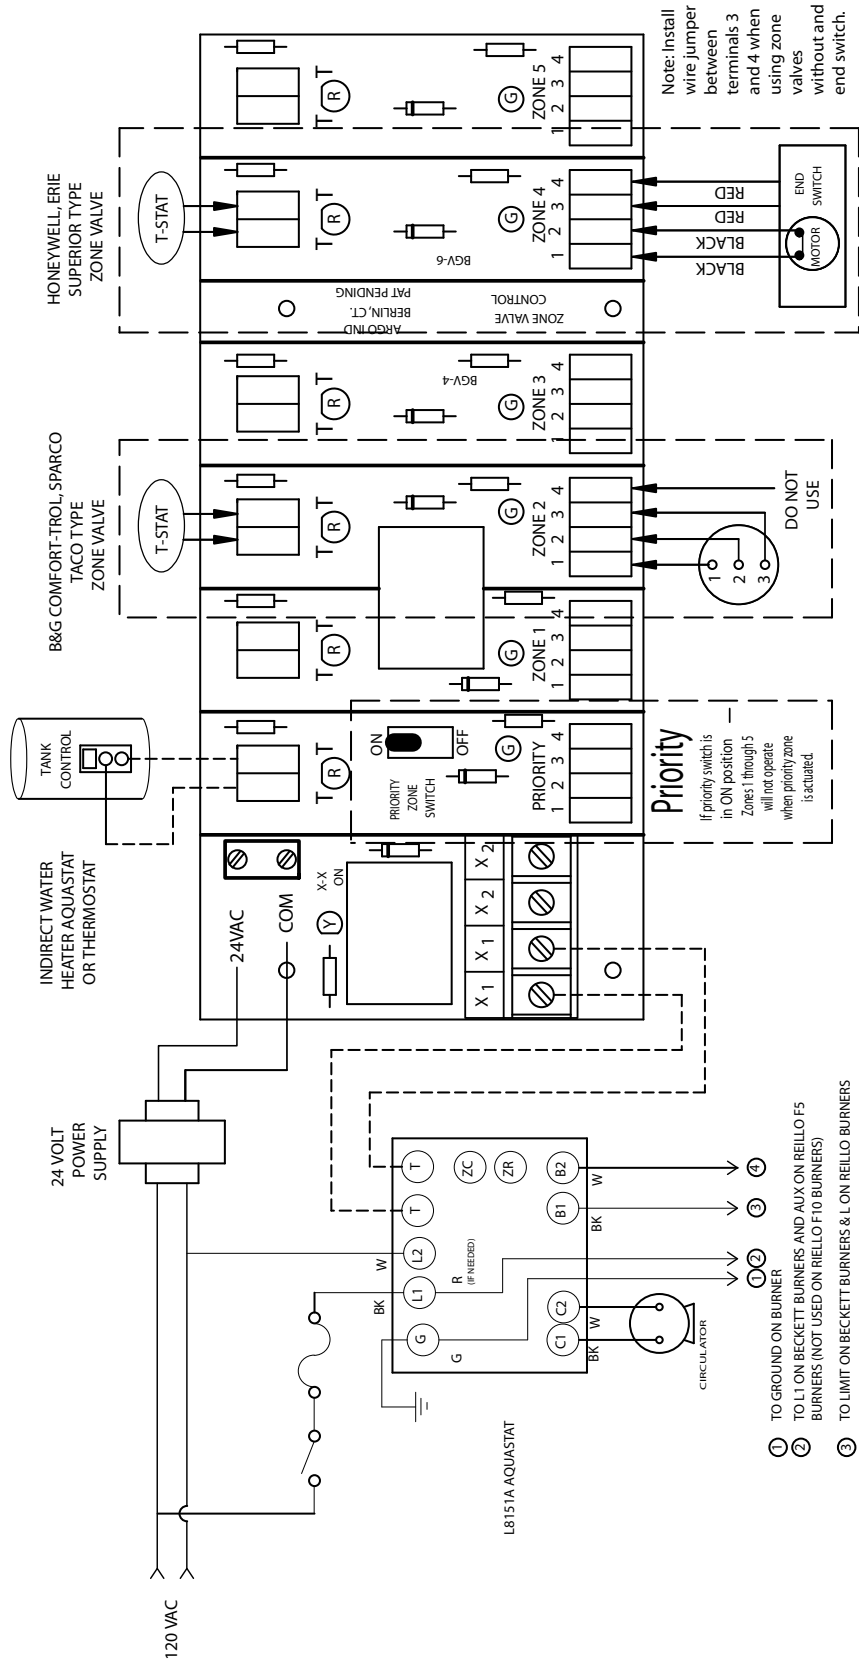 HONEYWELL, ERIE
SUPERIOR TYPE
ZONE VALVE
T-STAT
B&G COMFORT-TROL, SPARCO
TACO TYPE
ZONE VALVE
T-STAT
TANK
CONTROL
INDIRECT WATER
HEATER AQUASTAT
OR THERMOSTAT
24 VOLT
POWER
SUPPLY
120 VAC
24VAC
COM
Y
X-X
ON
X 1
X 1
X 2
X 2
T T
R
PRIORITY
ZONE
SWITCH
ON
OFF
G
PRIORITY
1 2 3 4
T T
R
G
ZONE 1
1 2 3 4
T T
R
G
ZONE 2
1 2 3 4
T T
R
BGV-4
G
ZONE 3
1 2 3 4
ARGO IND
BERLIN, CT.
PAT PENDING
ZONE VALVE
CONTROL
T T
R
BGV-6
G
ZONE 4
1 2 3 4
T T
R
G
ZONE 5
1 2 3 4
Priority
If priority switch is
in ON position —
Zones 1 through 5
will not operate
when priority zone
is actuated.
1
2
3
DO NOT
USE
BLACK
BLACK
RED
RED
MOTOR
END
SWITCH
Note: Install
wire jumper
between
terminals 3
and 4 when
using zone
valves
without and
end switch.
L8151A AQUASTAT
G
L1
L2
T
T
BK
W
G
R
(IF NEEDED)
ZC
ZR
C1
C2
B1
B2
BK
W
BK
W
CIRCULATOR
1
2
3
4
1 TO GROUND ON BURNER
2 TO L1 ON BECKETT BURNERS AND AUX ON REILLO F5
BURNERS (NOT USED ON RIELLO F10 BURNERS)
3 TO LIMIT ON BECKETT BURNERS & L ON REILLO BURNERS